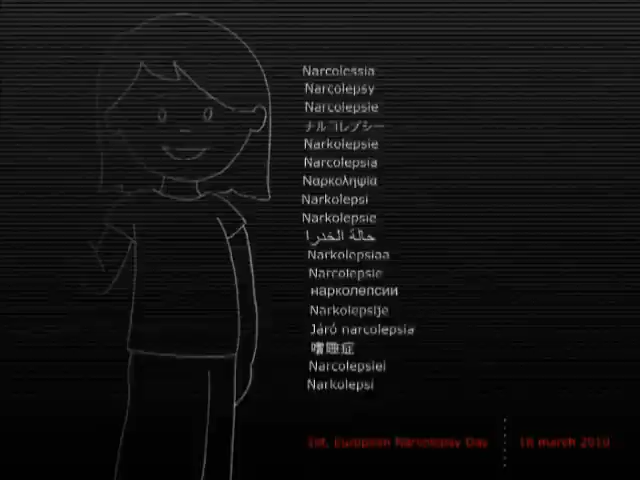 Narcolessia
Narcolepsy
Narcolepsie
ナルコレプシー
Narkolepsie
Narcolepsia
Ναρκοληψία
Narkolepsi
Narkolepsie
حالة الخدرا
Narkolepsiaa
Narcolepsie
нарколепсии
Narkolepsije
Járó narcolepsia
嗜睡症
Narcolepsiei
Narkolepsi
1st. European Narcolepsy Day
18 march 2010